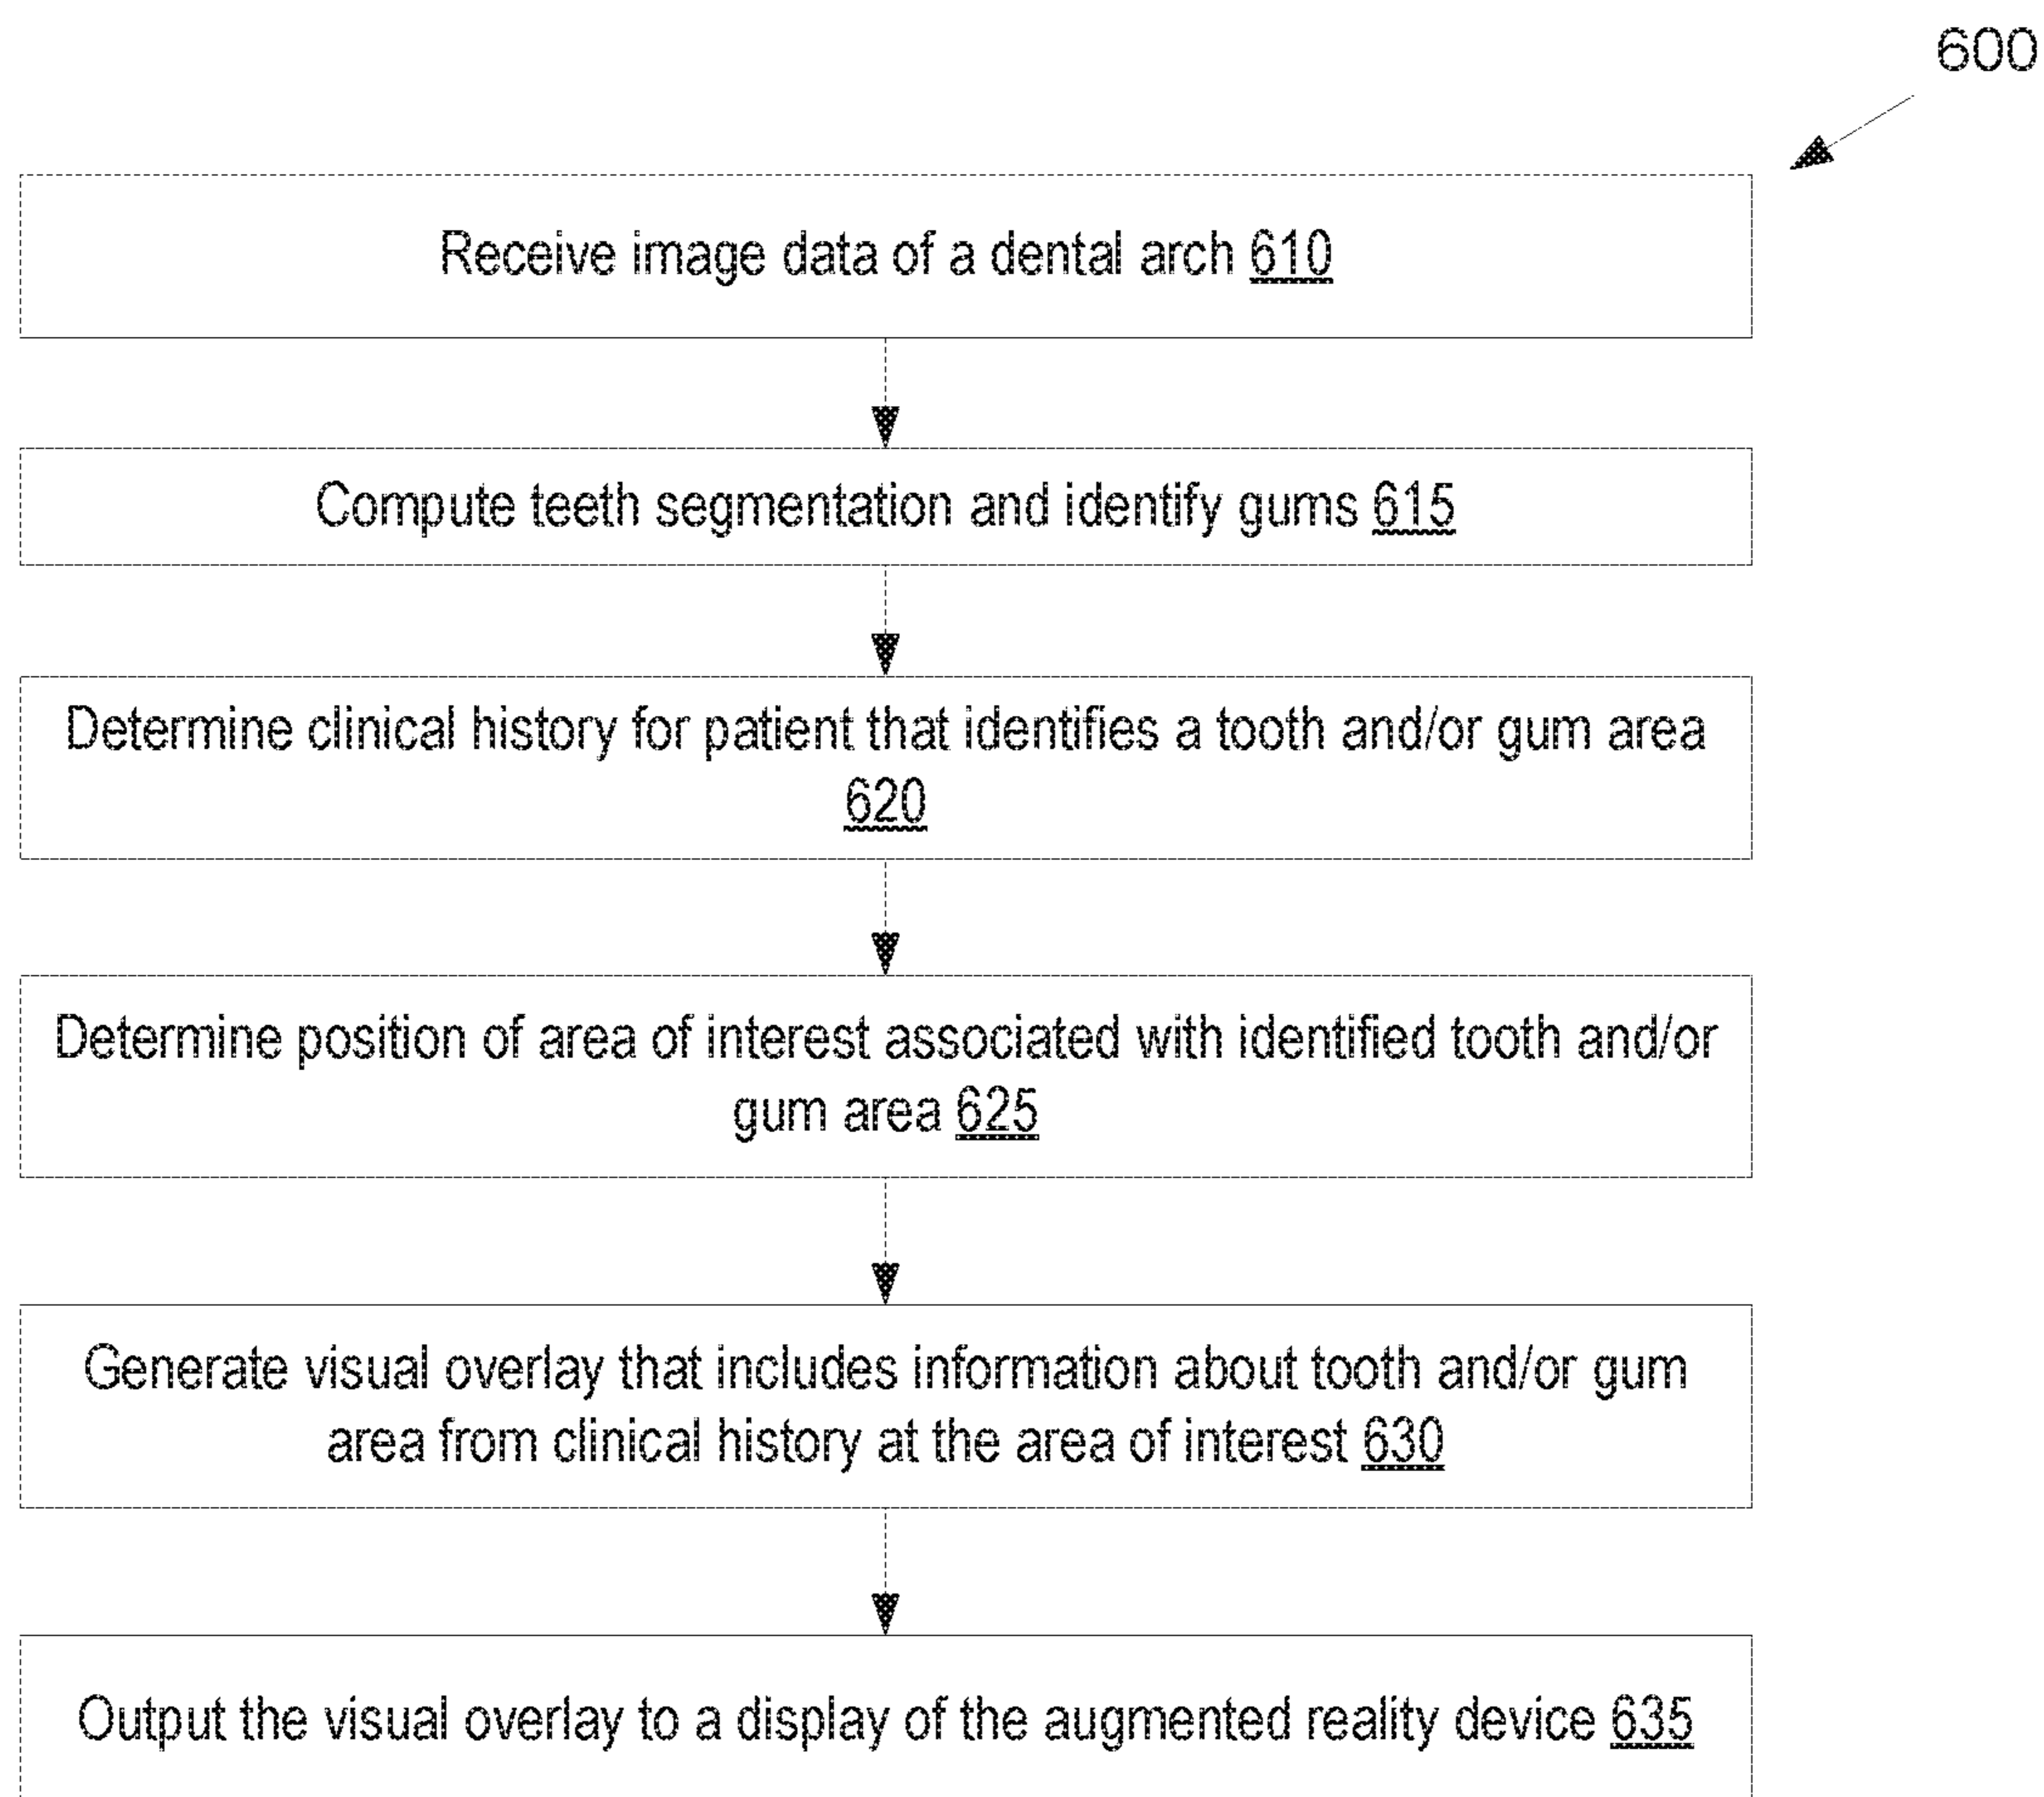 600
Receive image data of a dental arch 610
Compute teeth segmentation and identify gums 615
Determine clinical history for patient that identifies a tooth and/or gum area
620
Determine position of area of interest associated with identified tooth and/or
gum area 625
Generate visual overlay that includes information about tooth and/or gum
area from clinical history at the area of interest 630
Output the visual overlay to a display of the augmented reality device 635